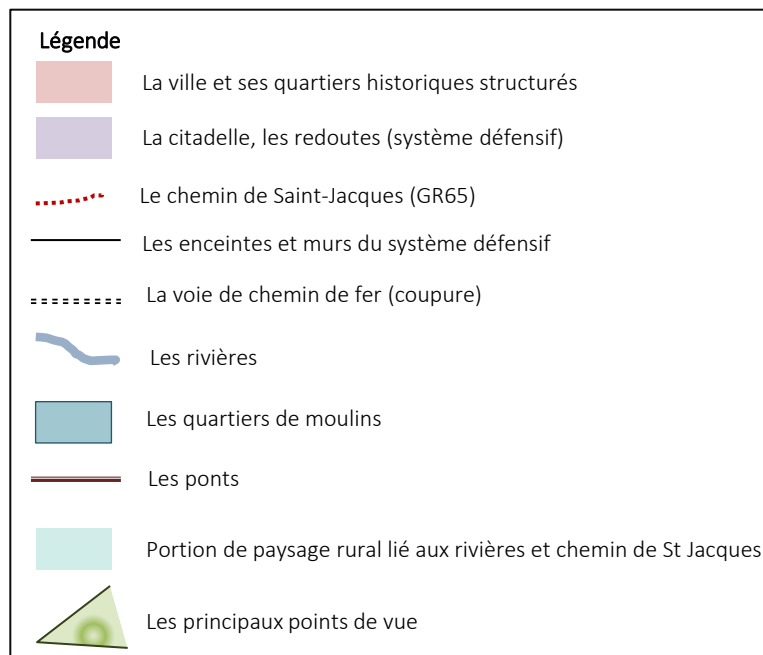 Légende
La ville et ses quartiers historiques structurés
La citadelle, les redoutes (système défensif)
Le chemin de Saint-Jacques (GR65)
Les enceintes et murs du système défensif
La voie de chemin de fer (coupure)
Les rivières
Les quartiers de moulins
Les ponts
Portion de paysage rural lié aux rivières et chemin de St Jacques
Les principaux points de vue